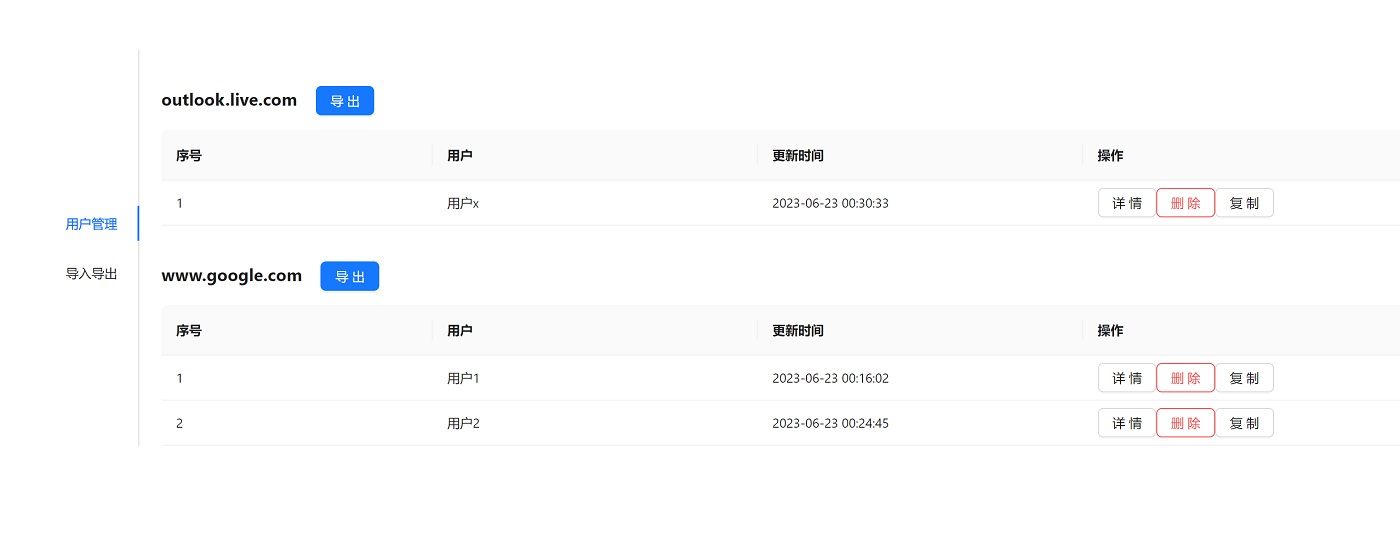 outlook.live.com 导出
序号 用户 更新时间 操作
1 用户x 2023-06-23 00:30:33 详情 删除 复制
用户管理
导入导出
www.google.com 导出
序号 用户 更新时间 操作
1 用户1 2023-06-23 00:16:02 详情 删除 复制
2 用户2 2023-06-23 00:24:45 详情 删除 复制